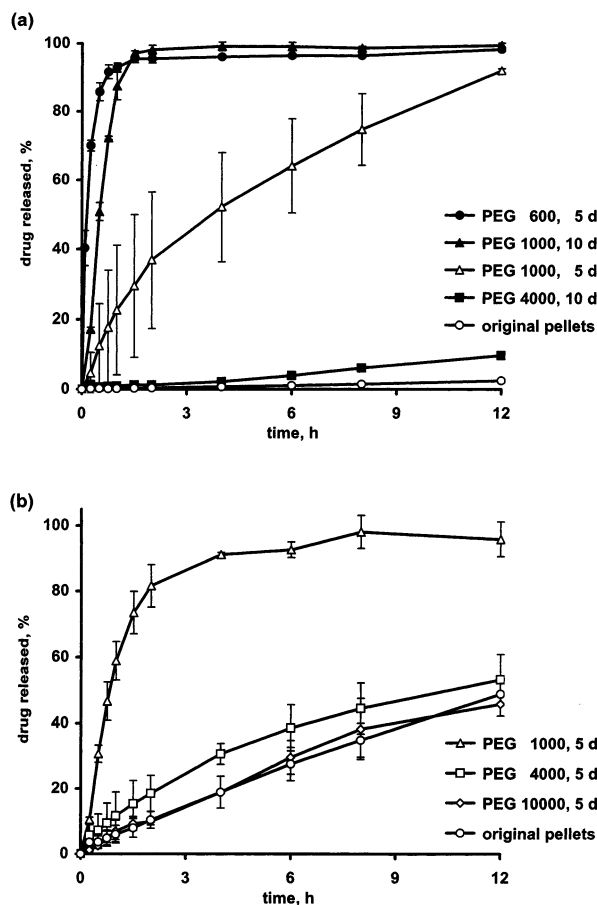 (a)
100
80
60
40
20
0
drug released, %
0 3 6 9 12
time, h
PEG 600, 5 d
PEG 1000, 10 d
PEG 1000, 5 d
PEG 4000, 10 d
original pellets
(b)
100
80
60
40
20
0
drug released, %
0 3 6 9 12
time, h
PEG 1000, 5 d
PEG 4000, 5 d
PEG 10000, 5 d
original pellets